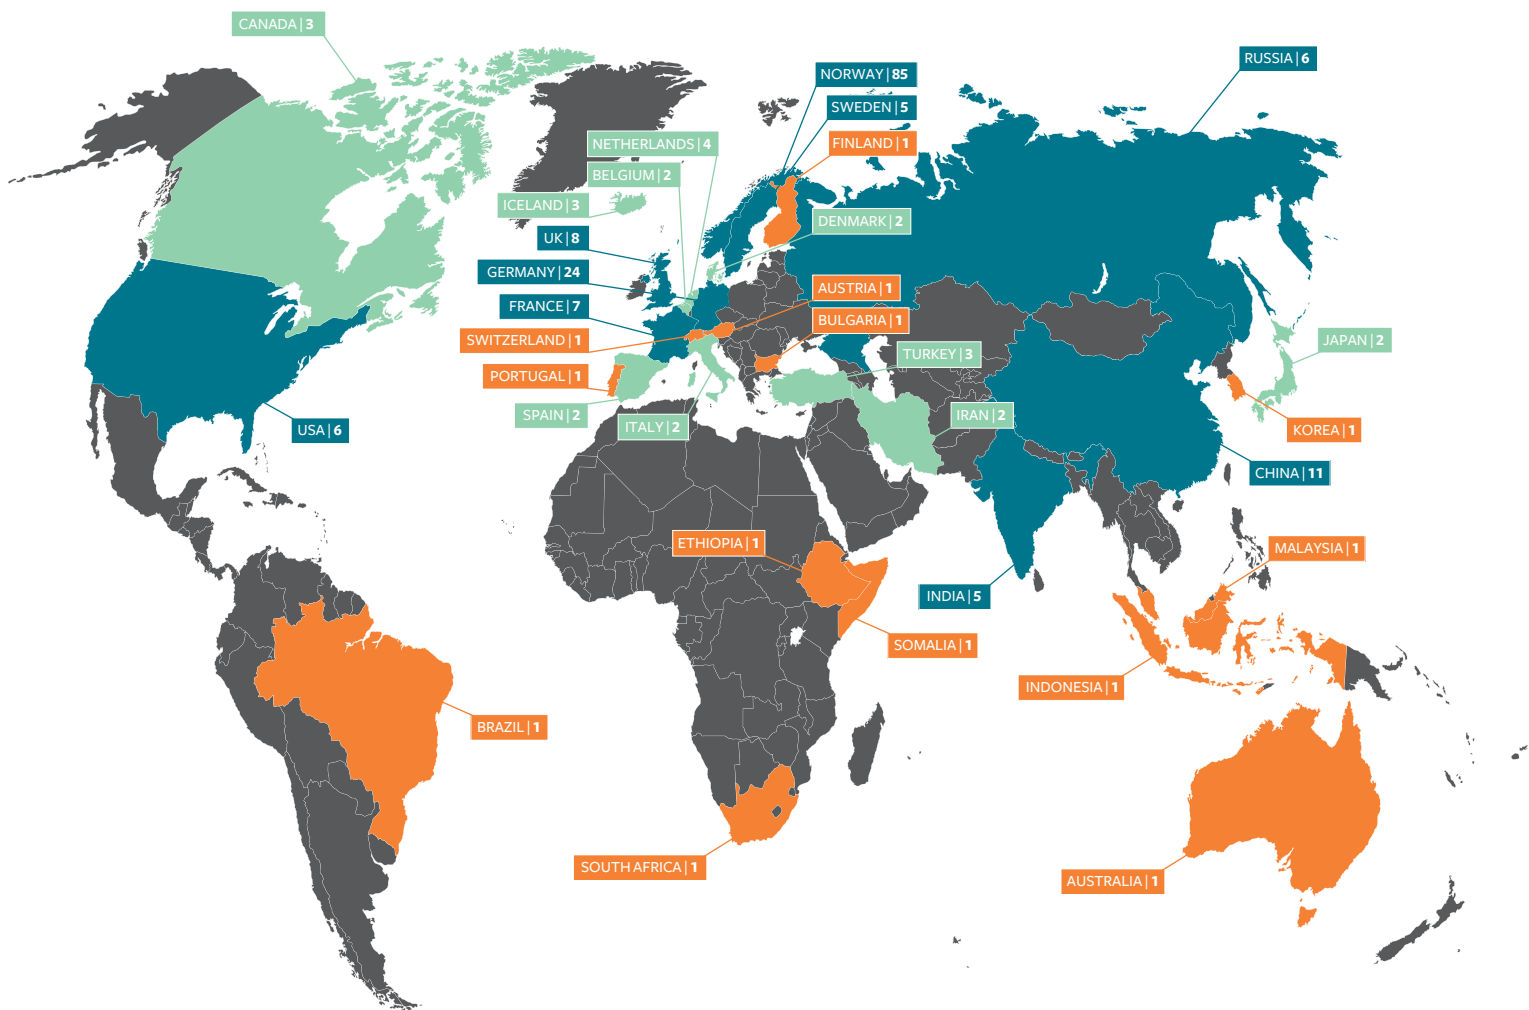 CANADA | 3
NORWAY | 85
RUSSIA | 6
SWEDEN | 5
NETHERLANDS | 4
FINLAND | 1
BELGIUM | 2
ICELAND | 3
DENMARK | 2
UK | 8
GERMANY | 24
AUSTRIA | 1
FRANCE | 7
BULGARIA | 1
SWITZERLAND | 1
JAPAN | 2
TURKEY | 3
PORTUGAL | 1
SPAIN | 2
IRAN | 2
ITALY | 2
USA | 6
KOREA | 1
CHINA | 11
ETHIOPIA | 1
MALAYSIA | 1
INDIA | 5
SOMALIA | 1
INDONESIA | 1
BRAZIL | 1
SOUTH AFRICA | 1
AUSTRALIA | 1